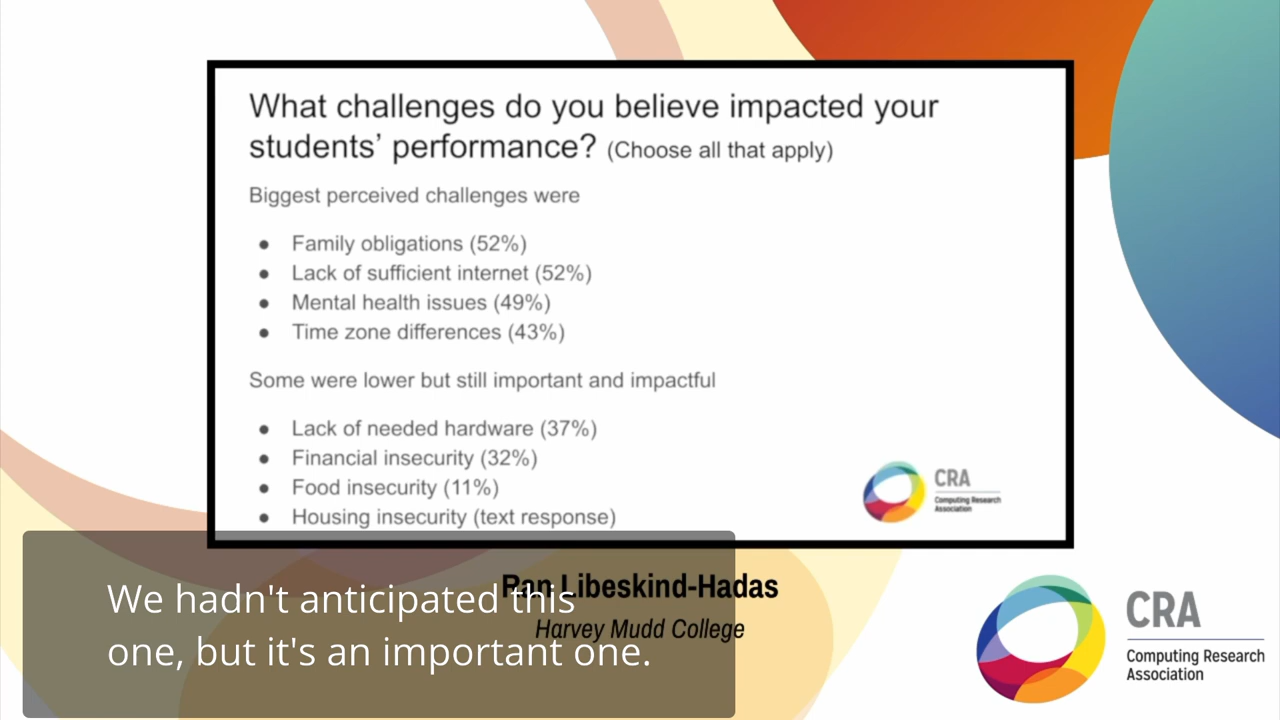 What challenges do you believe impacted your
students’ performance? (Choose all that apply)
Biggest perceived challenges were
● Family obligations (52%)
● Lack of sufficient internet (52%)
● Mental health issues (49%)
● Time zone differences (43%)
Some were lower but still important and impactful
● Lack of needed hardware (37%)
● Financial insecurity (32%)
● Food insecurity (11%)
● Housing insecurity (text response)
CRA
Computing Research
Association
Ran Libeskind-Hadas
Harvey Mudd College
We hadn't anticipated this
one, but it's an important one.
CRA
Computing Research
Association